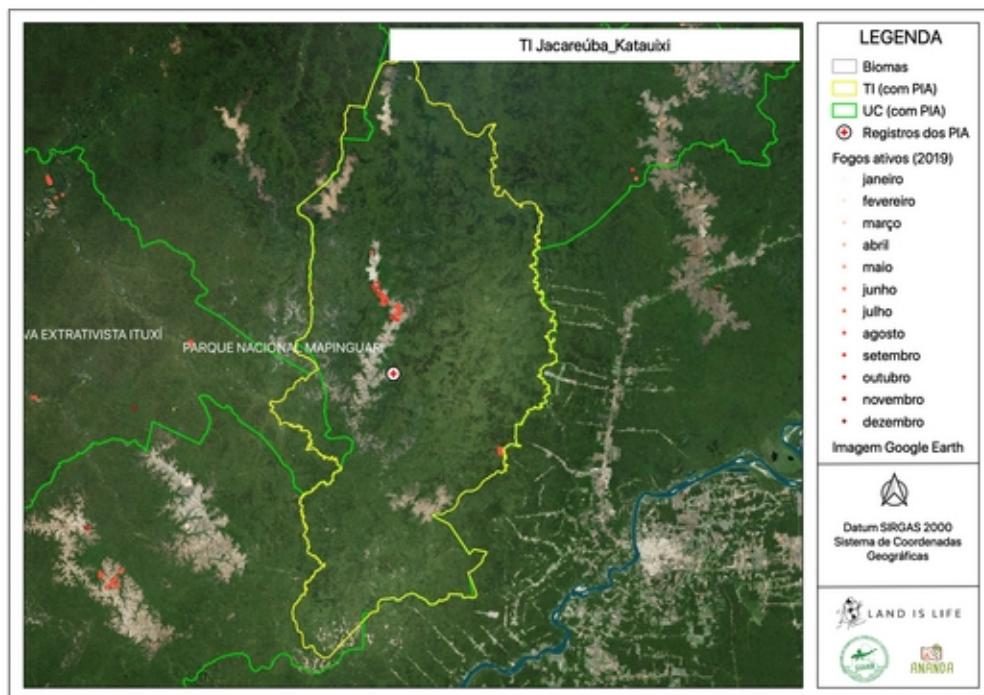 TI Jacareúba_Katauixi
VA EXTRATIVISTA ITUXÍ
PARQUE NACIONAL MAPINGUARI
LEGENDA
Biomas
TI (com PIA)
UC (com PIA)
Registros dos PIA
Fogos ativos (2019)
janeiro
fevereiro
março
abril
maio
junho
julho
agosto
setembro
outubro
novembro
dezembro
Imagem Google Earth
Datum SIRGAS 2000
Sistema de Coordenadas
Geográficas
LAND IS LIFE
ANANDA